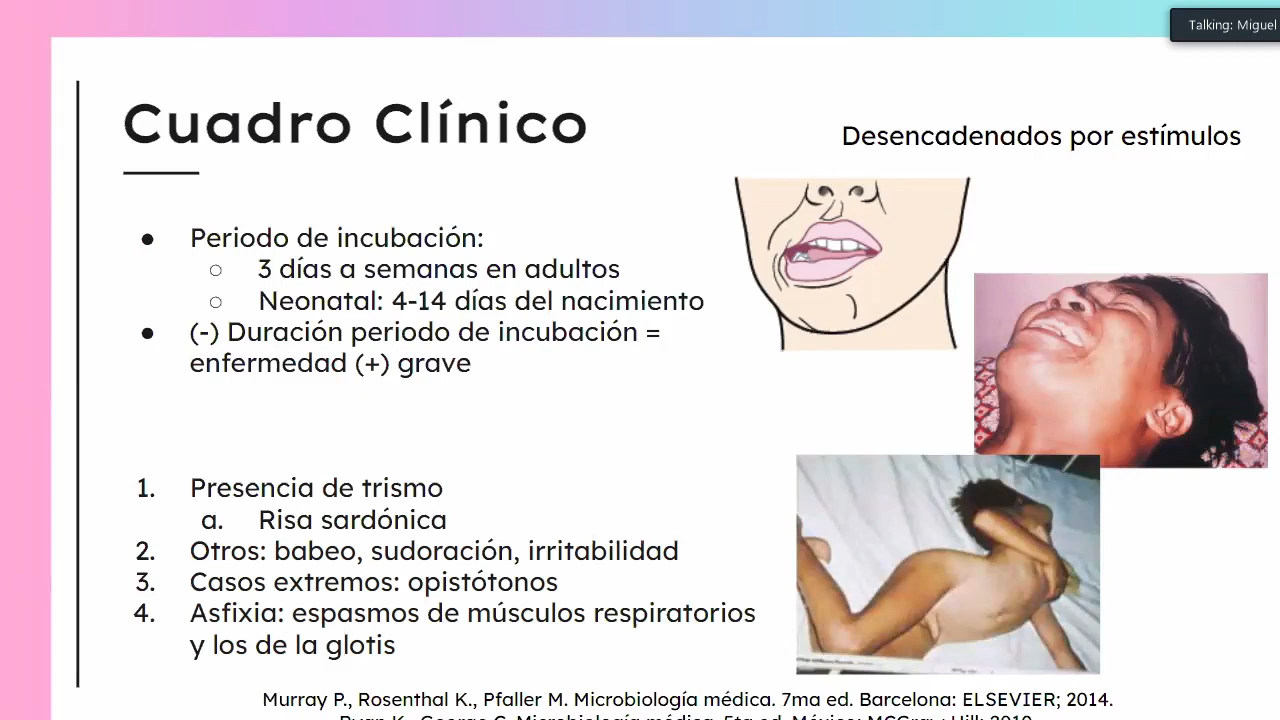 Talking: Miguel
Cuadro Clínico
Desencadenados por estímulos
● Periodo de incubación:
○ 3 días a semanas en adultos
○ Neonatal: 4-14 días del nacimiento
● (-) Duración periodo de incubación =
enfermedad (+) grave
1. Presencia de trismo
a. Risa sardónica
2. Otros: babeo, sudoración, irritabilidad
3. Casos extremos: opistótonos
4. Asfixia: espasmos de músculos respiratorios
y los de la glotis
Murray P., Rosenthal K., Pfaller M. Microbiología médica. 7ma ed. Barcelona: ELSEVIER; 2014.